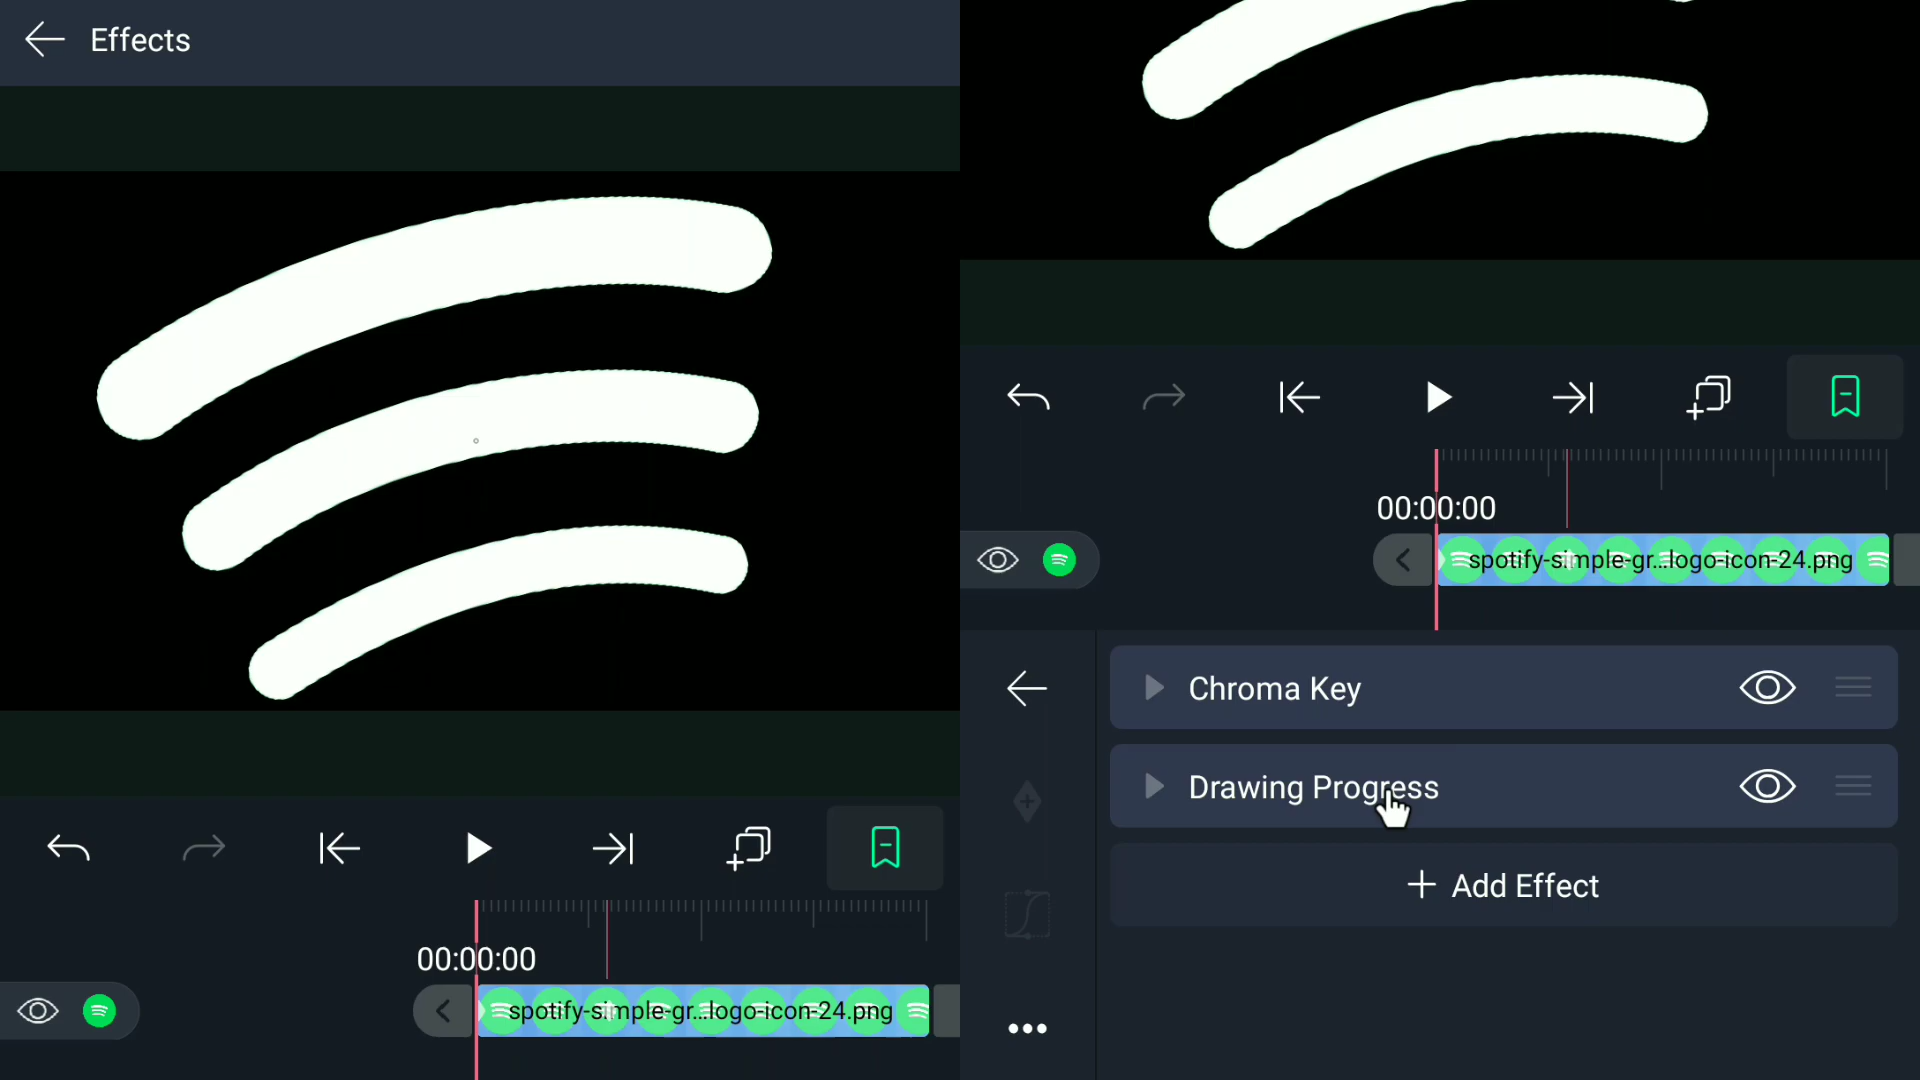 Effects
00:00:00
spotify-simple-gr...logo-icon-24.png
00:00:00
spotify-simple-gr...logo-icon-24.png
Chroma Key
Drawing Progress
+ Add Effect